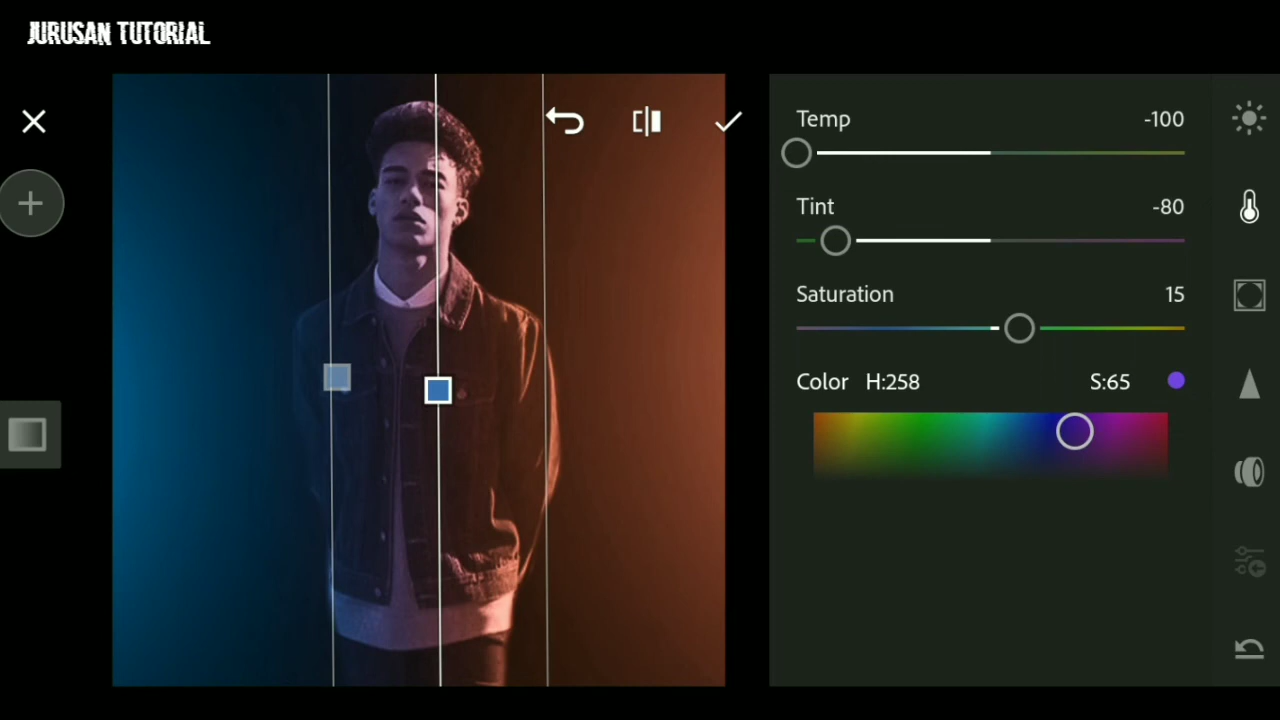 JURUSAN TUTORIAL
Temp -100
Tint -80
Saturation 15
Color H:258 S:65